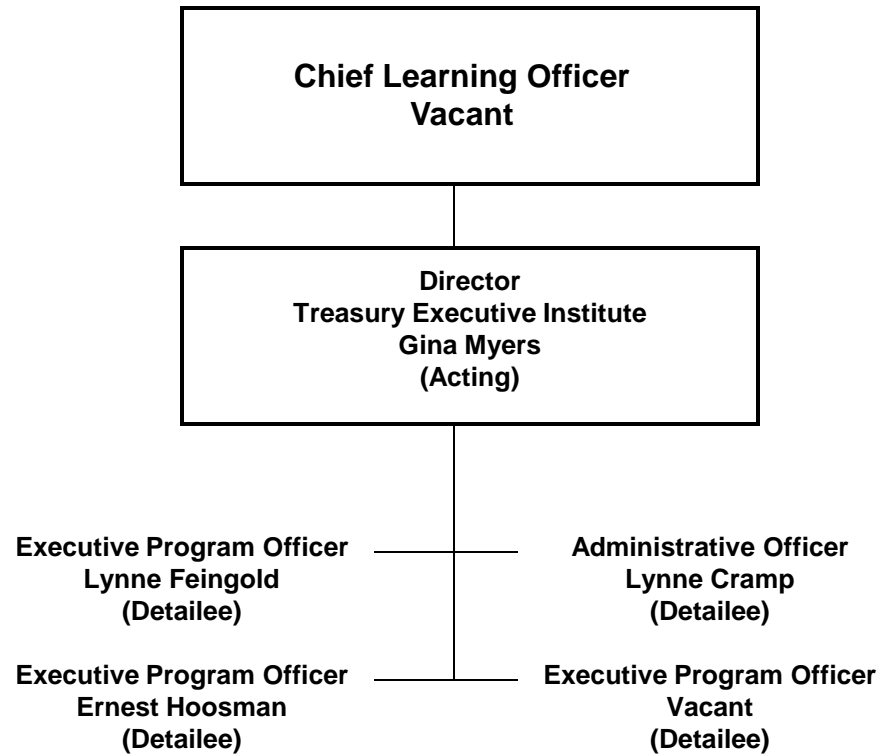 Chief Learning Officer
Vacant
Director
Treasury Executive Institute
Gina Myers
(Acting)
Executive Program Officer
Lynne Feingold
(Detailee)
Administrative Officer
Lynne Cramp
(Detailee)
Executive Program Officer
Ernest Hoosman
(Detailee)
Executive Program Officer
Vacant
(Detailee)